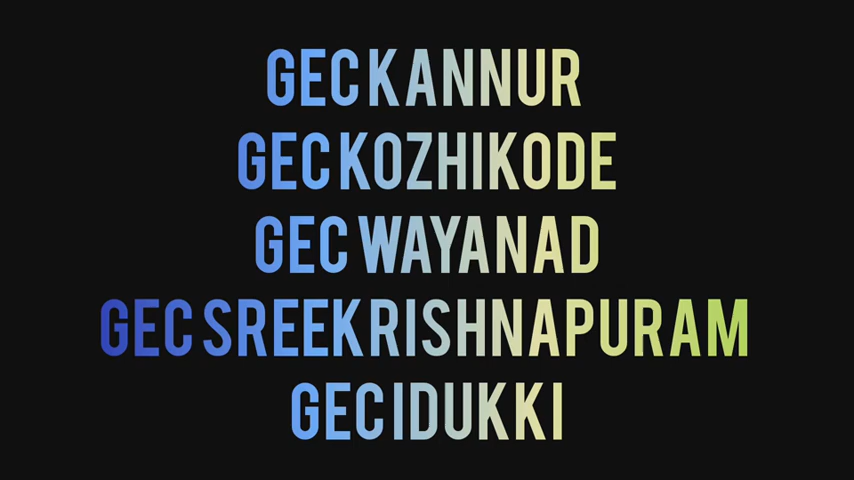 GEC KANNUR
GEC KOZHIKODE
GEC WAYANAD
GEC SREEKRISHNAPURAM
GEC IDUKKI